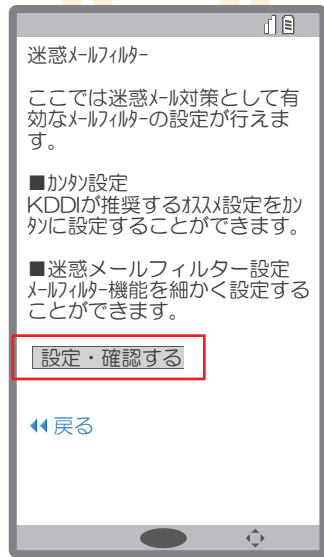 迷惑ﾒｰﾙﾌｨﾙﾀｰ
ここでは迷惑ﾒｰﾙ対策として有
効なﾒｰﾙﾌｨﾙﾀｰの設定が行えま
す。
■ｶﾝﾀﾝ設定
KDDIが推奨するｵｽｽﾒ設定をｶﾝ
ﾀﾝに設定することができます。
■迷惑メールフィルター設定
ﾒｰﾙﾌｨﾙﾀｰ機能を細かく設定する
ことができます。
設定・確認する
戻る